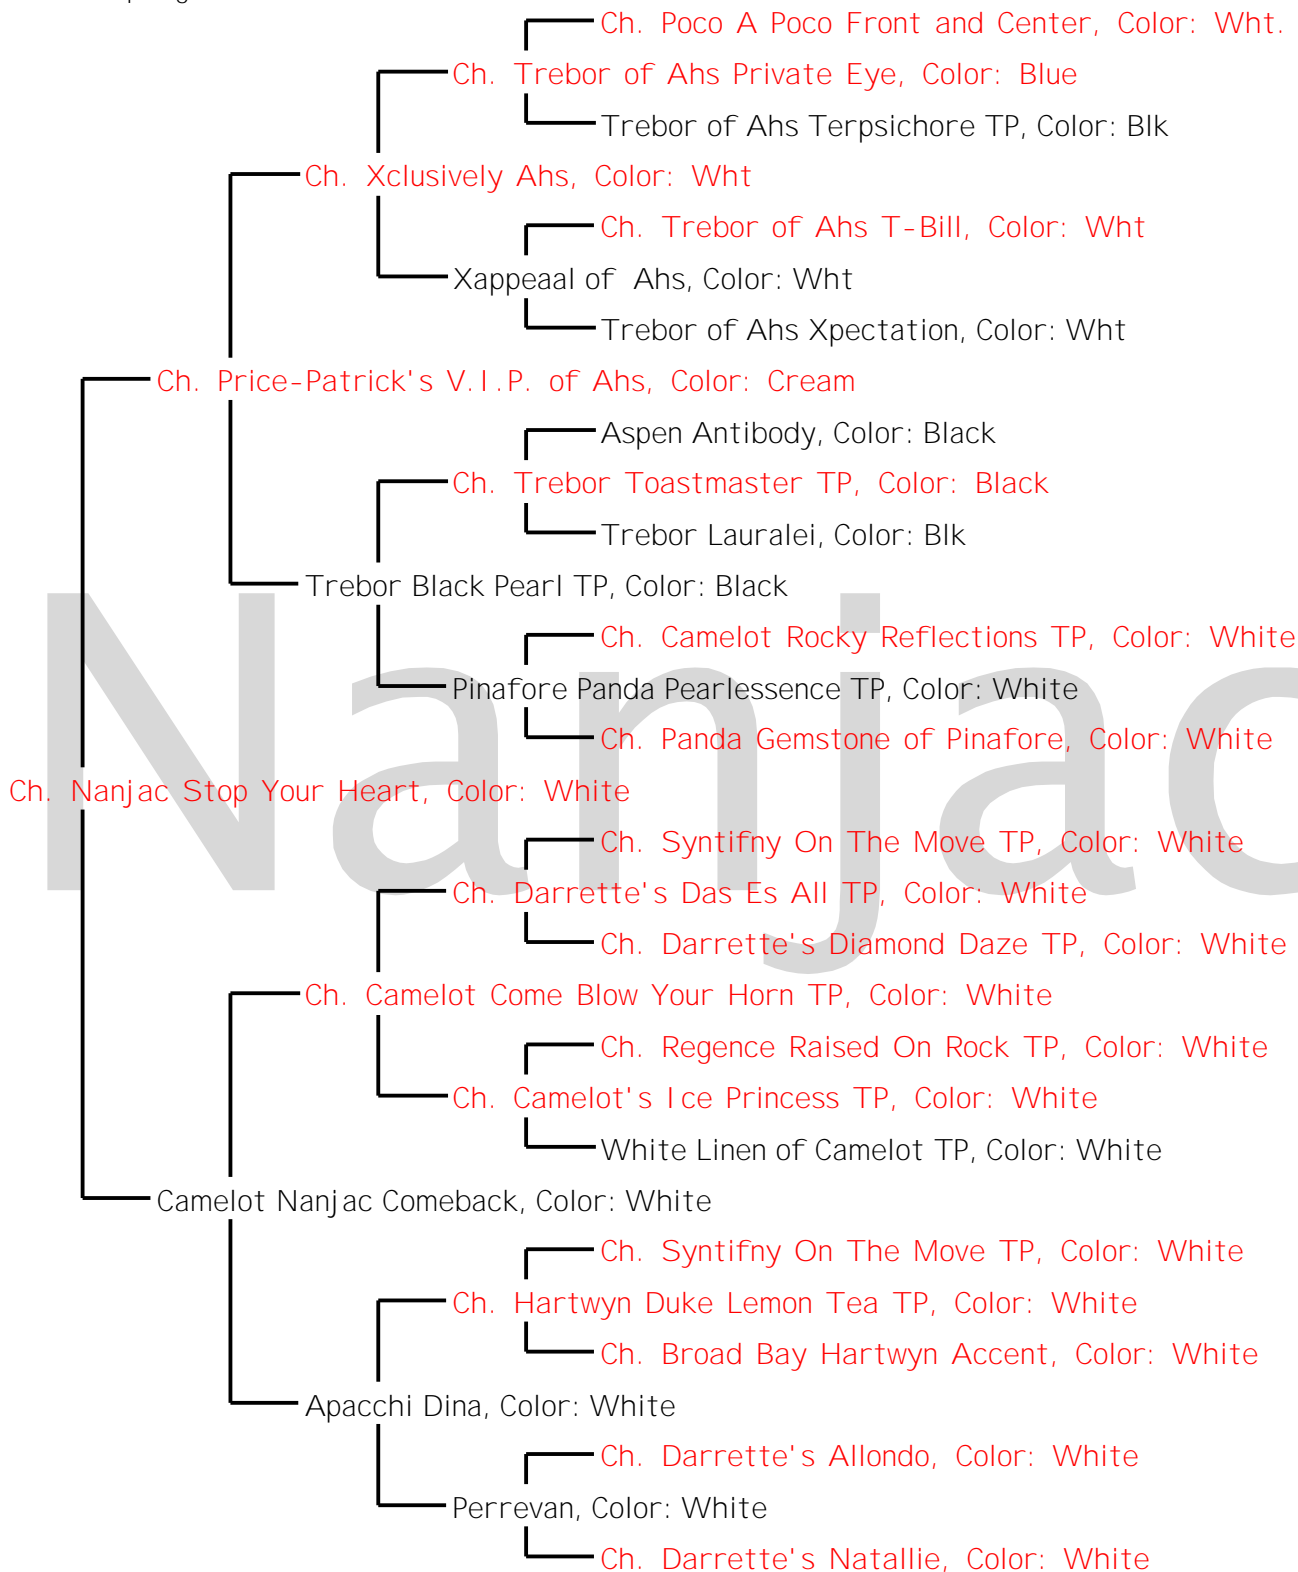 Ch. Poco A Poco Front and Center, Color: Wht.
Ch. Trebor of Ahs Private Eye, Color: Blue
Trebor of Ahs Terpsichore TP, Color: Blk
Ch. Xclusively Ahs, Color: Wht
Ch. Trebor of Ahs T-Bill, Color: Wht
Xappeaal of Ahs, Color: Wht
Trebor of Ahs Xpectation, Color: Wht
Ch. Price-Patrick's V.I.P. of Ahs, Color: Cream
Aspen Antibody, Color: Black
Ch. Trebor Toastmaster TP, Color: Black
Trebor Lauralei, Color: Blk
Trebor Black Pearl TP, Color: Black
Ch. Camelot Rocky Reflections TP, Color: White
Pinafore Panda Pearlessence TP, Color: White
Ch. Panda Gemstone of Pinafore, Color: White
Nanjac
Ch. Nanjac Stop Your Heart, Color: White
Ch. Syntifny On The Move TP, Color: White
Ch. Darrette's Das Es All TP, Color: White
Ch. Darrette's Diamond Daze TP, Color: White
Ch. Camelot Come Blow Your Horn TP, Color: White
Ch. Regence Raised On Rock TP, Color: White
Ch. Camelot's Ice Princess TP, Color: White
White Linen of Camelot TP, Color: White
Camelot Nanjac Comeback, Color: White
Ch. Syntifny On The Move TP, Color: White
Ch. Hartwyn Duke Lemon Tea TP, Color: White
Ch. Broad Bay Hartwyn Accent, Color: White
Apacchi Dina, Color: White
Ch. Darrette's Allondo, Color: White
Perrevan, Color: White
Ch. Darrette's Natallie, Color: White